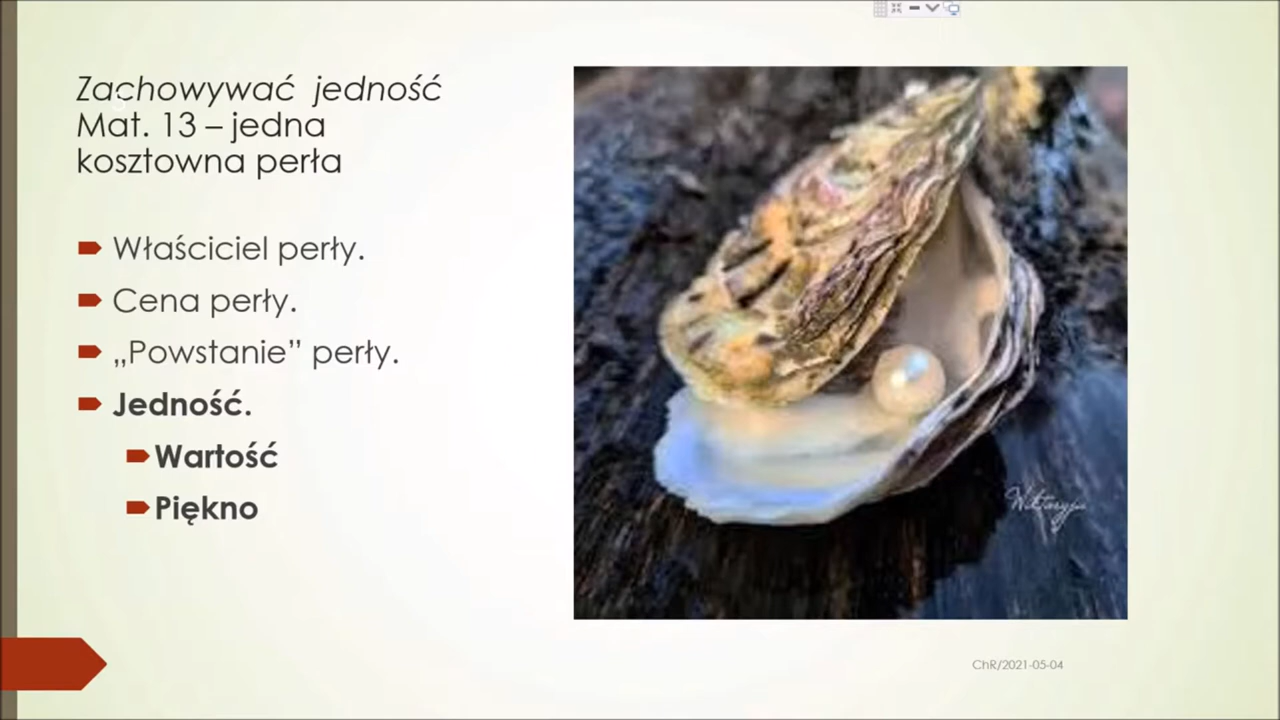 Zachowywać jedność
Mat. 13 – jedna
kosztowna perła
Właściciel perły.
Cena perły.
„Powstanie” perły.
Jedność.
Wartość
Piękno
Wiktoryja
ChR/2021-05-04